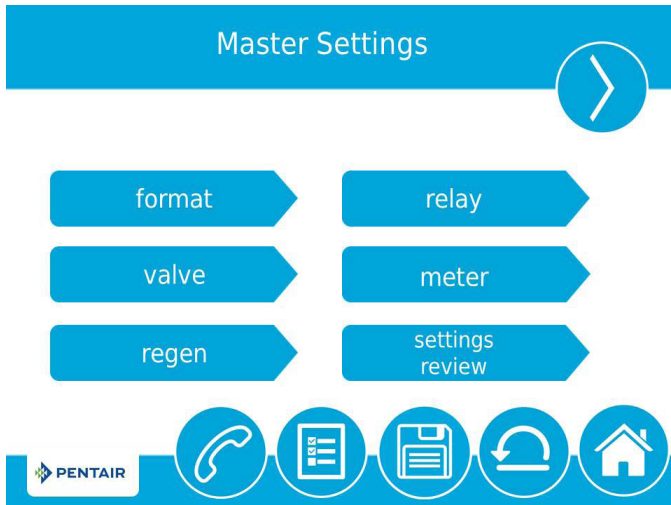 Master Settings
format
relay
valve
meter
regen
settings
review
PENTAIR